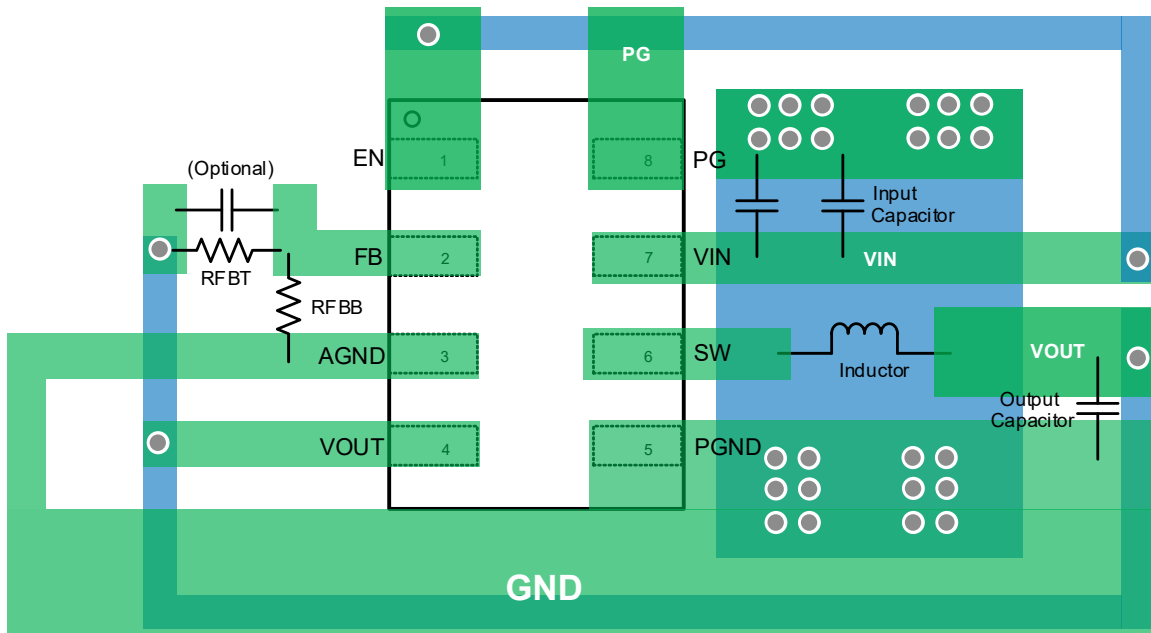 PG
EN
1
8
PG
(Optional)
Input
Capacitor
FB
2
7
VIN
VIN
RFBT
RFBB
AGND
3
6
SW
Inductor
VOUT
Output
Capacitor
VOUT
4
5
PGND
GND